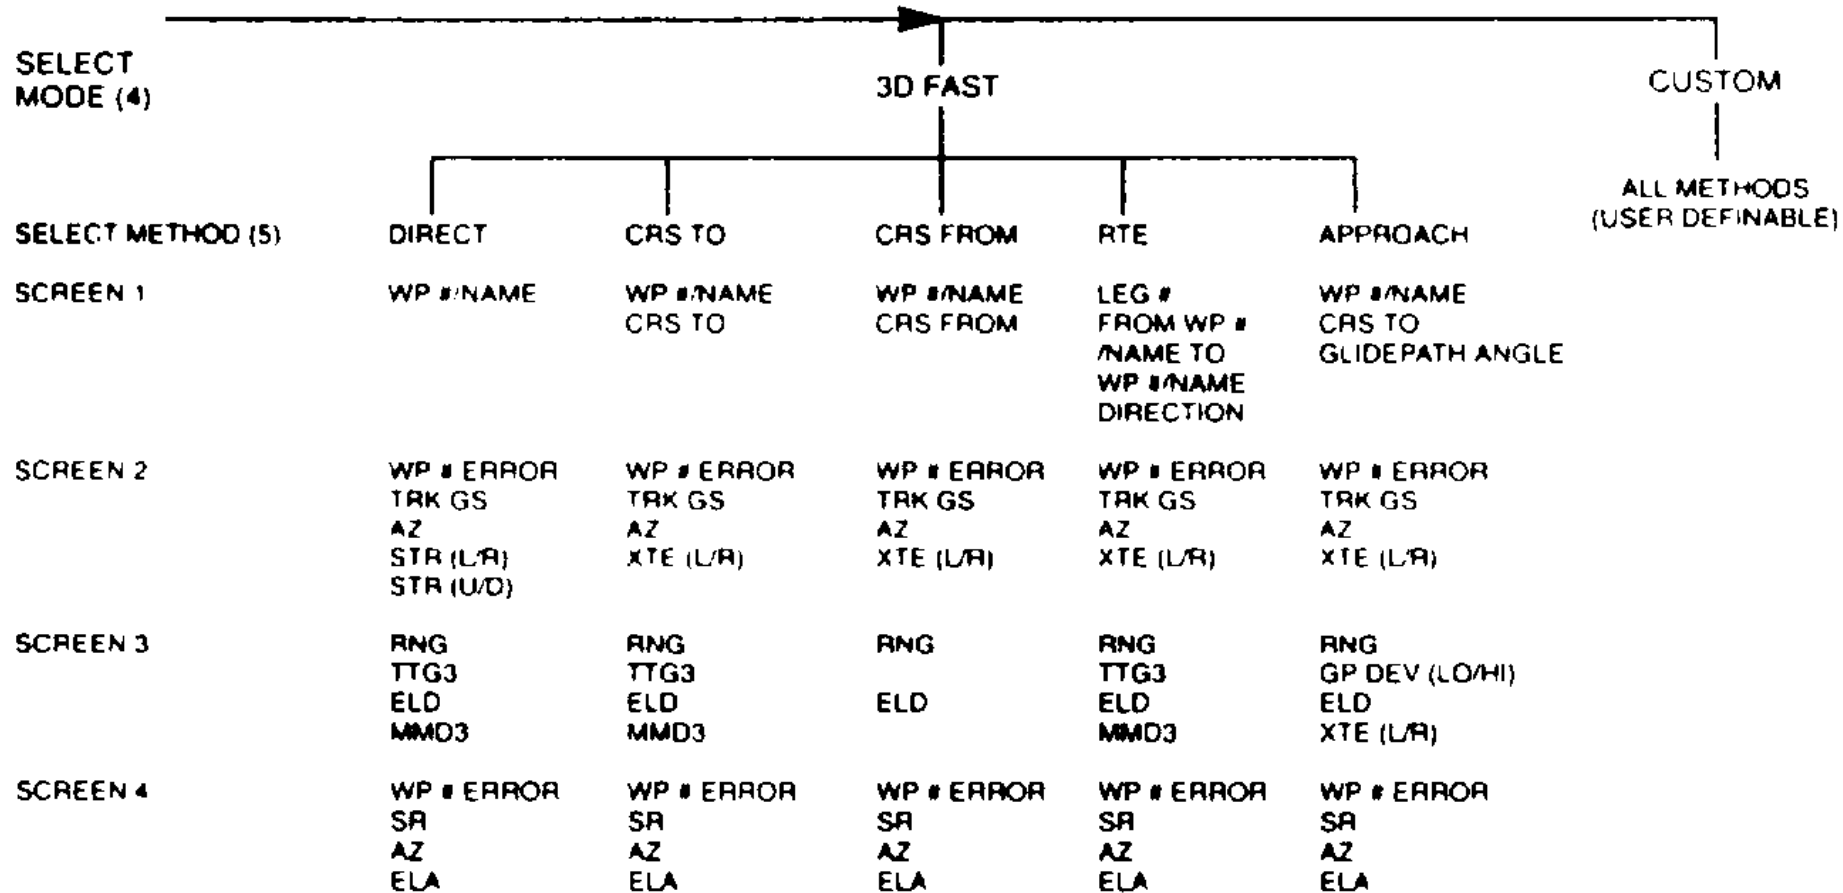 SELECT
MODE (4)
3D FAST
CUSTOM
ALL METHODS
(USER DEFINABLE)
SELECT METHOD (5) DIRECT CRS TO CRS FROM RTE APPROACH
SCREEN 1 WP #/NAME WP #/NAME WP #/NAME LEG # WP #/NAME
CRS TO CRS FROM FROM WP # CRS TO
/NAME TO GLIDEPATH ANGLE
WP #/NAME
DIRECTION
SCREEN 2 WP # ERROR WP # ERROR WP # ERROR WP # ERROR WP # ERROR
TRK GS TRK GS TRK GS TRK GS TRK GS
AZ AZ AZ AZ AZ
STR (L/R) XTE (L/R) XTE (L/R) XTE (L/R) XTE (L/R)
STR (U/D)
SCREEN 3 RNG RNG RNG RNG RNG
TTG3 TTG3 TTG3 GP DEV (LO/HI)
ELD ELD ELD ELD ELD
MMD3 MMD3 MMD3 XTE (L/R)
SCREEN 4 WP # ERROR WP # ERROR WP # ERROR WP # ERROR WP # ERROR
SR SR SR SR SR
AZ AZ AZ AZ AZ
ELA ELA ELA ELA ELA